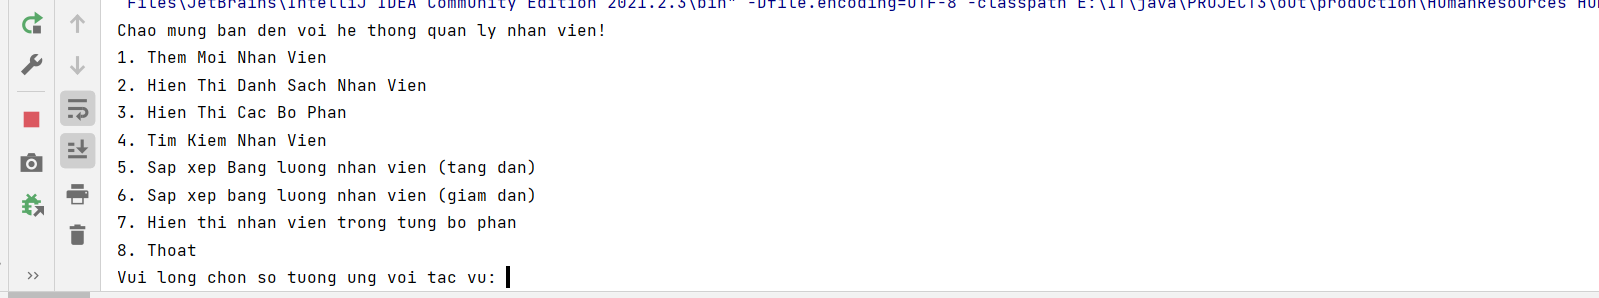 Files\JetBrains\IntelliJ IDEA Community Edition 2021.2.3\bin" -Dfile.encoding=UTF-8 -classpath E:\IT\java\PROJECT3\out\production\HumanResources
Chao mung ban den voi he thong quan ly nhan vien!
1. Them Moi Nhan Vien
2. Hien Thi Danh Sach Nhan Vien
3. Hien Thi Cac Bo Phan
4. Tim Kiem Nhan Vien
5. Sap xep Bang luong nhan vien (tang dan)
6. Sap xep bang luong nhan vien (giam dan)
7. Hien thi nhan vien trong tung bo phan
8. Thoat
Vui long chon so tuong ung voi tac vu: